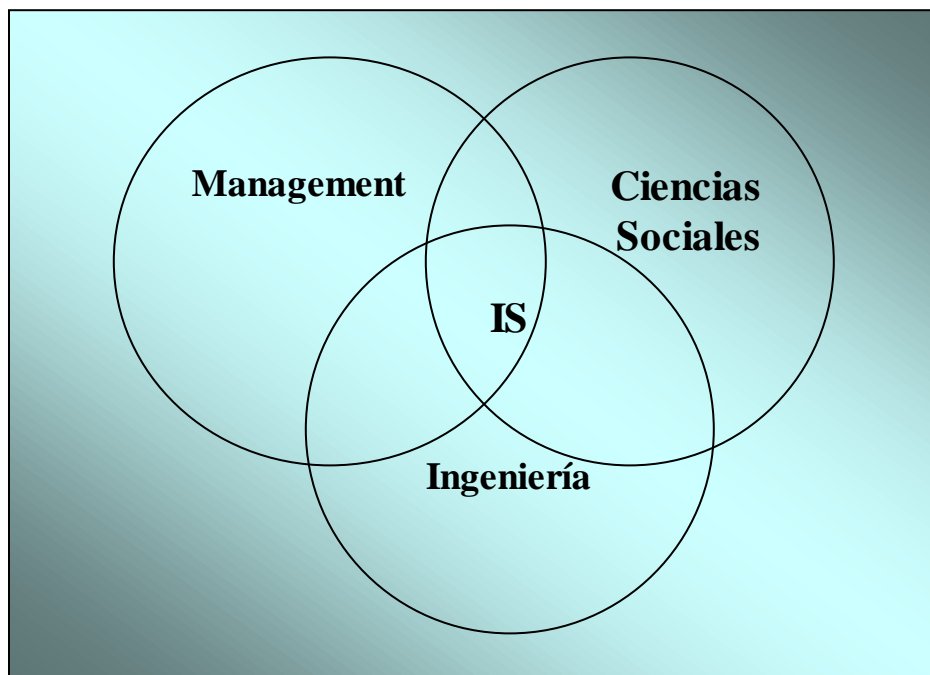 Management
Ciencias
Sociales
IS
Ingeniería